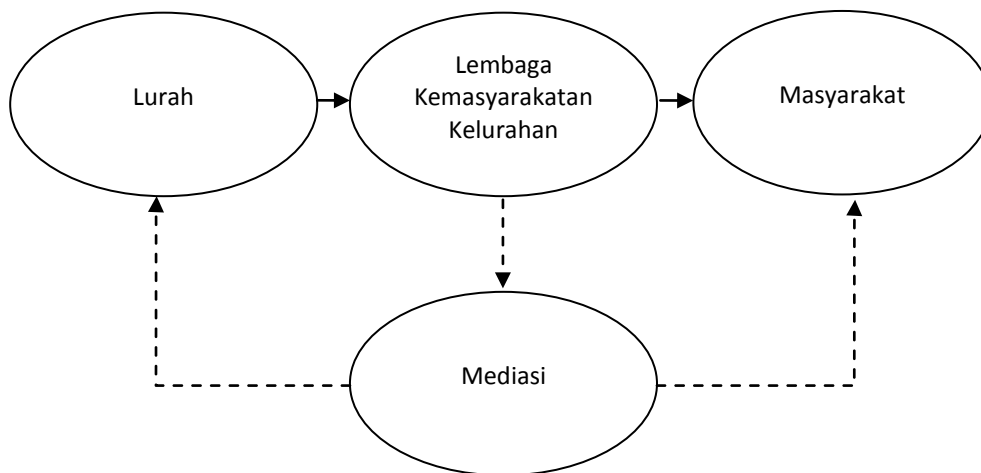 Lurah
Lembaga
Kemasyarakatan
Kelurahan
Masyarakat
Mediasi